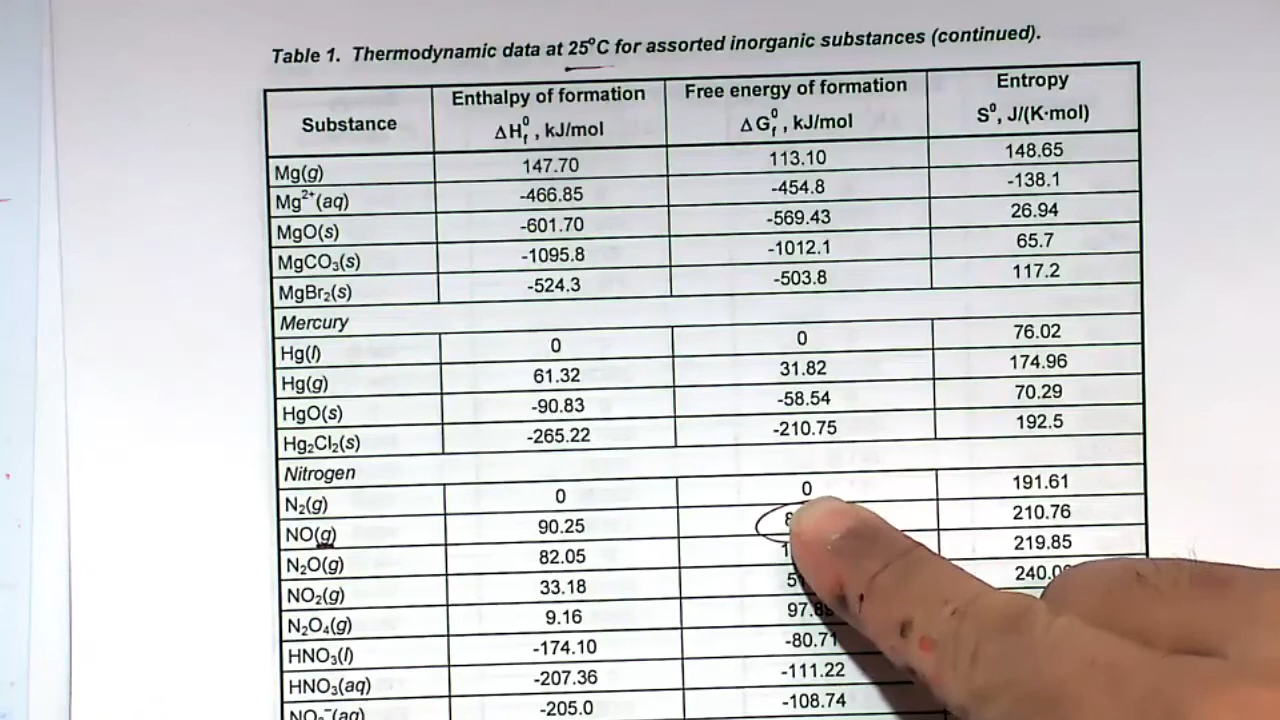 Table 1. Thermodynamic data at 25°C for assorted inorganic substances (continued).
Substance Enthalpy of formation ΔH⁰f , kJ/mol Free energy of formation ΔG⁰f , kJ/mol Entropy S⁰, J/(K·mol)
Mg(g) 147.70 113.10 148.65
Mg²⁺(aq) -466.85 -454.8 -138.1
MgO(s) -601.70 -569.43 26.94
MgCO₃(s) -1095.8 -1012.1 65.7
MgBr₂(s) -524.3 -503.8 117.2
Mercury
Hg(l) 0 0 76.02
Hg(g) 61.32 31.82 174.96
HgO(s) -90.83 -58.54 70.29
Hg₂Cl₂(s) -265.22 -210.75 192.5
Nitrogen
N₂(g) 0 0 191.61
NO(g) 90.25 210.76
N₂O(g) 82.05 219.85
NO₂(g) 33.18
N₂O₄(g) 9.16
HNO₃(l) -174.10 -80.71
HNO₃(aq) -207.36 -111.22
-205.0 -108.74